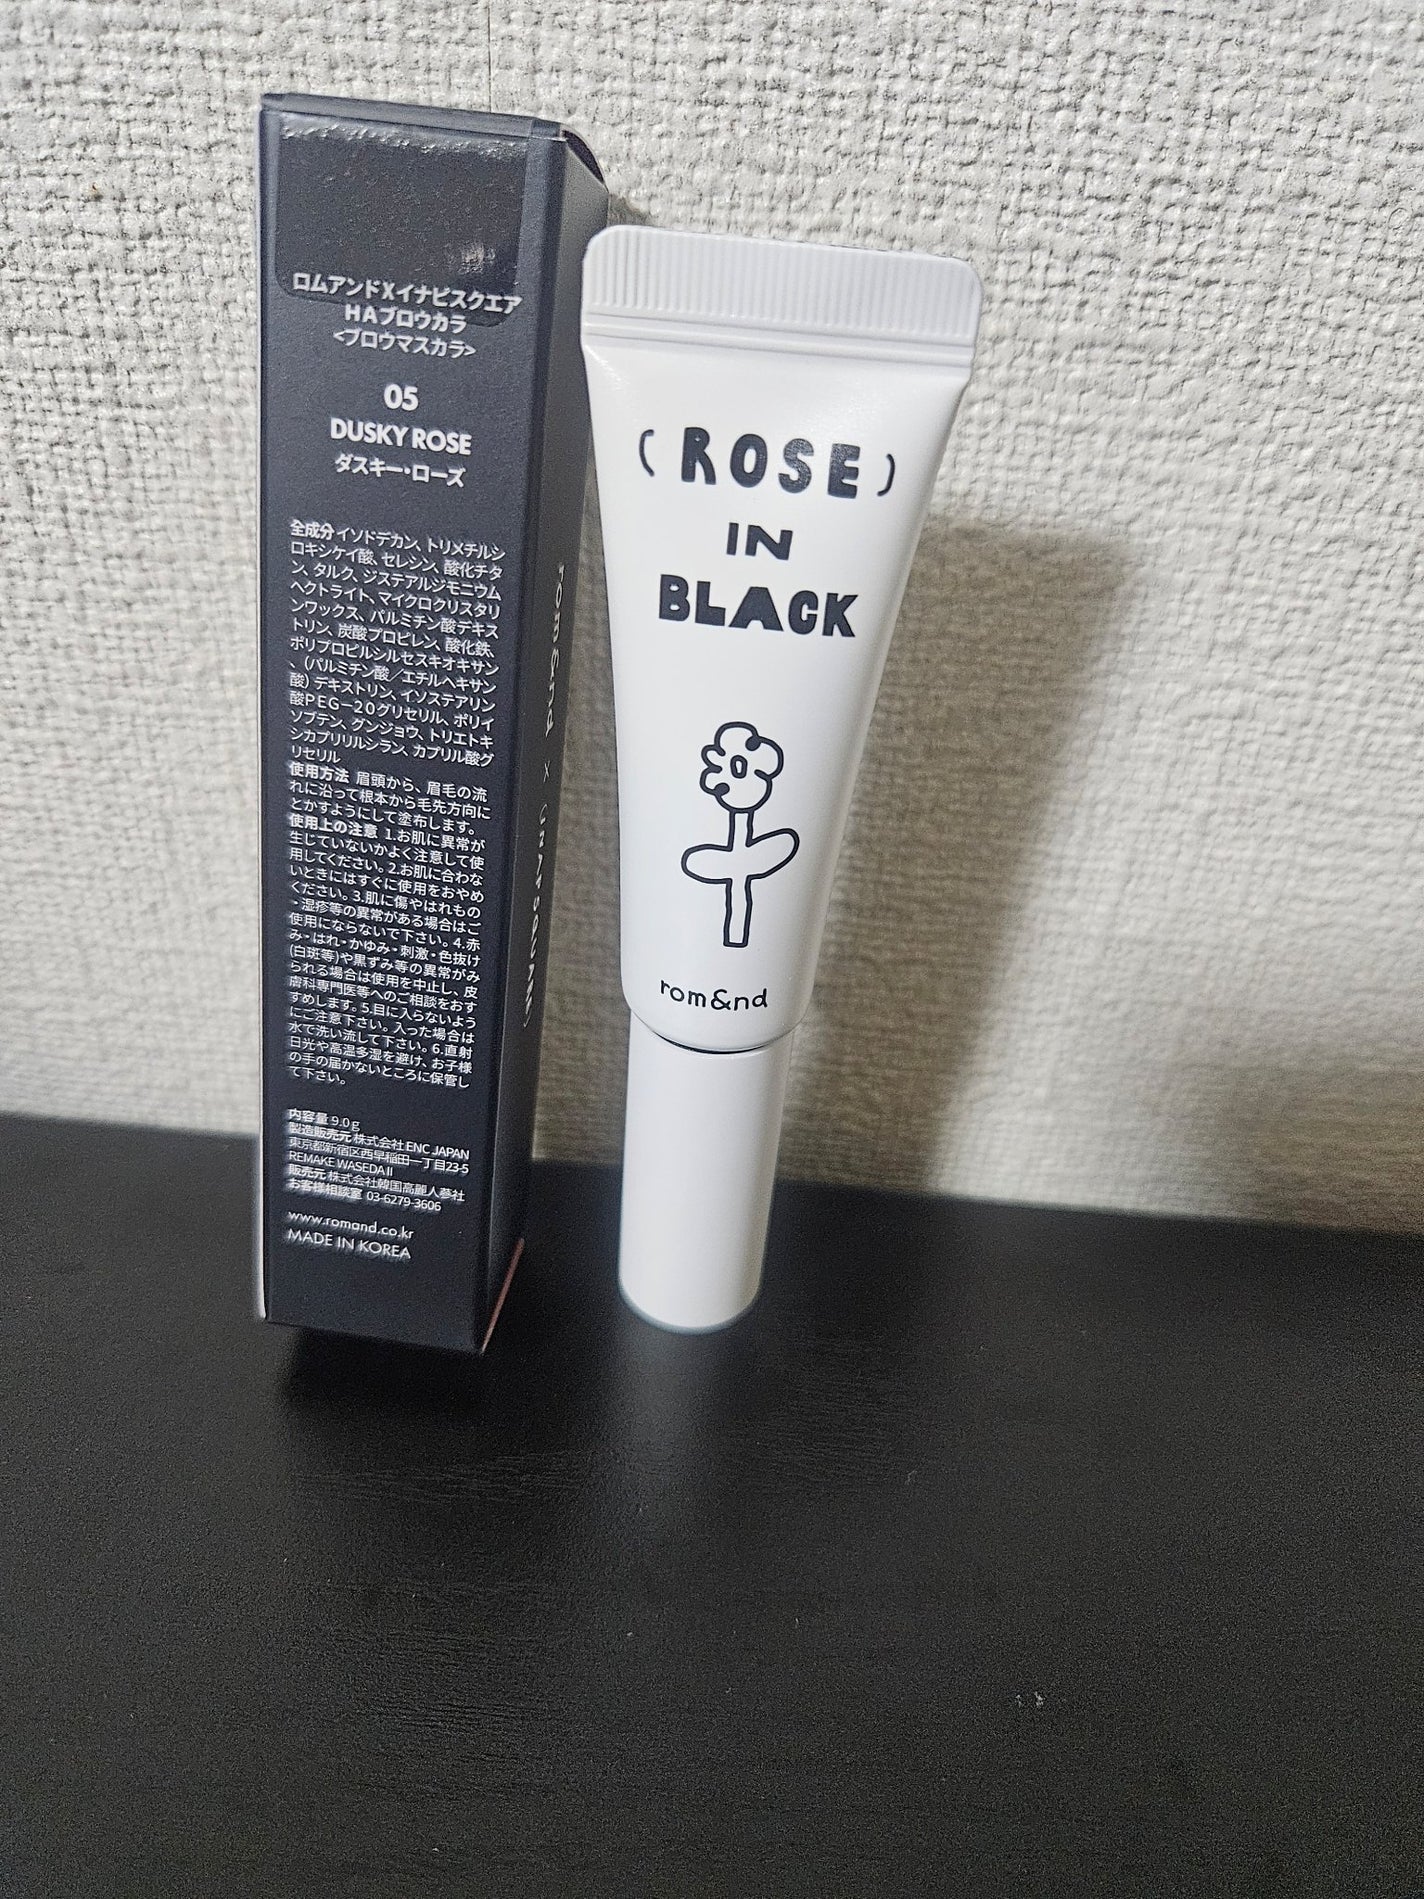 ロムアンドXイナピスクエア
HAブロウカラ
<ブロウマスカラ>
05
DUSKY ROSE
ダスキー・ローズ
全成分 イソドデカン、トリメチルシ
ロキシケイ酸、セレシン、酸化チタ
ン、タルク、ジステアルジモニウム
ヘクトライト、マイクロクリスタリ
ンワックス、パルミチン酸デキス
トリン、炭酸プロピレン、酸化鉄、
ポリプロピルシルセスキオキサン
、(パルミチン酸/エチルヘキサン
酸)デキストリン、イソステアリン
酸PEG-20グリセリル、ポリイ
ソブテン、グンジョウ、トリエトキ
シカプリリルシラン、カプリル酸グ
リセリル
使用方法 眉頭から、眉毛の流
れに沿って根本から毛先方向に
とかすようにして塗布します。
使用上の注意 1.お肌に異常が
生じていないかよく注意して使
用してください。2.お肌に合わな
いときにはすぐに使用をおやめ
ください。3.肌に傷やはれもの
・湿疹等の異常がある場合はご
使用にならないで下さい。4.赤
み・はれ・かゆみ・刺激・色抜け
(白斑等)や黒ずみ等の異常がみ
られる場合は使用を中止し、皮
膚科専門医等へのご相談をおす
すめします。5.目に入らないよう
にご注意下さい。入った場合は
水で洗い流して下さい。6.直射
日光や高温多湿を避け、お子様
の手の届かないところに保管し
て下さい。
内容量 9.0g
製造販売元 株式会社ENC JAPAN
東京都新宿区西早稲田一丁目23-5
REMAKE WASEDA II
販売元 株式会社韓国高麗人蔘社
お客様相談室 03-6279-3606
www.romand.co.kr
MADE IN KOREA
rom&nd x
(ROSE)
IN
BLACK
rom&nd